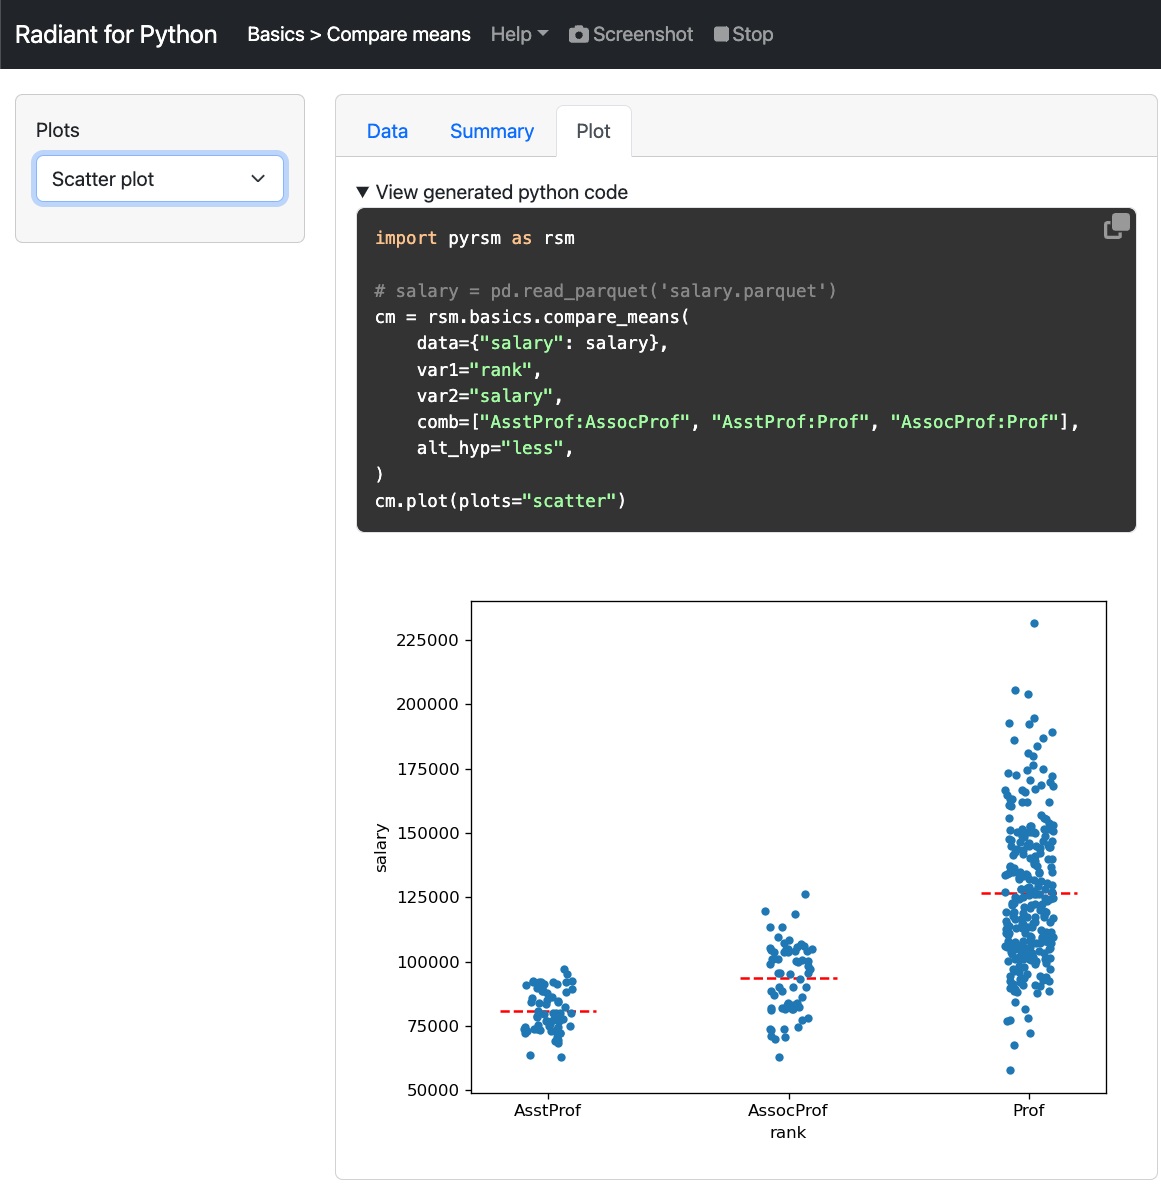 Radiant for Python Basics > Compare means Help Screenshot Stop
Plots
Scatter plot
Data Summary Plot
View generated python code
import pyrsm as rsm
# salary = pd.read_parquet('salary.parquet')
cm = rsm.basics.compare_means(
data={"salary": salary},
var1="rank",
var2="salary",
comb=["AsstProf:AssocProf", "AsstProf:Prof", "AssocProf:Prof"],
alt_hyp="less",
)
cm.plot(plots="scatter")
225000
200000
175000
150000
125000
100000
75000
50000
salary
AsstProf AssocProf Prof
rank